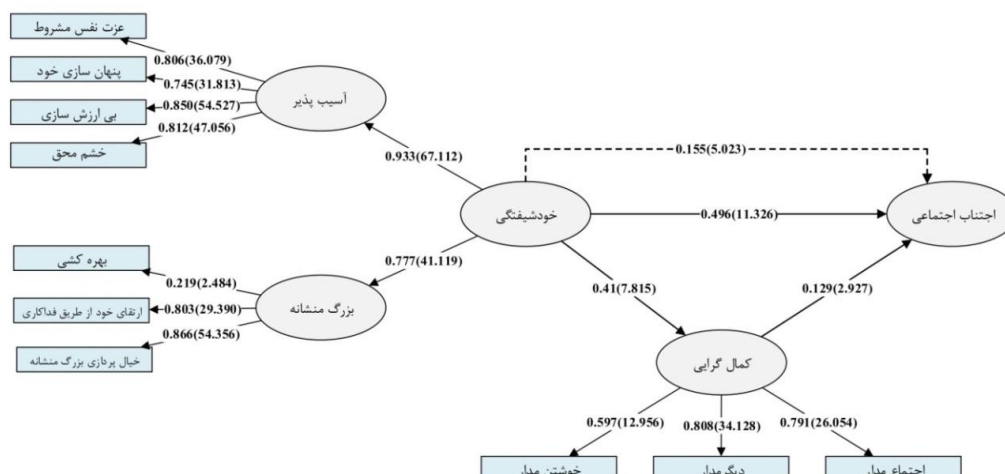 عزت نفس مشروط
0.806(36.079)
پنهان سازی خود
0.745(31.813)
آسیب پذیر
بی ارزش سازی
0.850(54.527)
0.812(47.056)
خشم محق
0.933(67.112)
0.155(5.023)
خودشیفتگی
0.496(11.326)
اجتناب اجتماعی
0.777(41.119)
بهره کشی
0.219(2.484)
0.41(7.815)
0.129(2.927)
ارتقای خود از طریق فداکاری
0.803(29.390)
بزرگ منشانه
0.866(54.356)
خیال پردازی بزرگ منشانه
کمال گرایی
0.597(12.956)
0.808(34.128)
0.791(26.054)
خوشتن مدار
دیگرمدار
اجتماع مدار